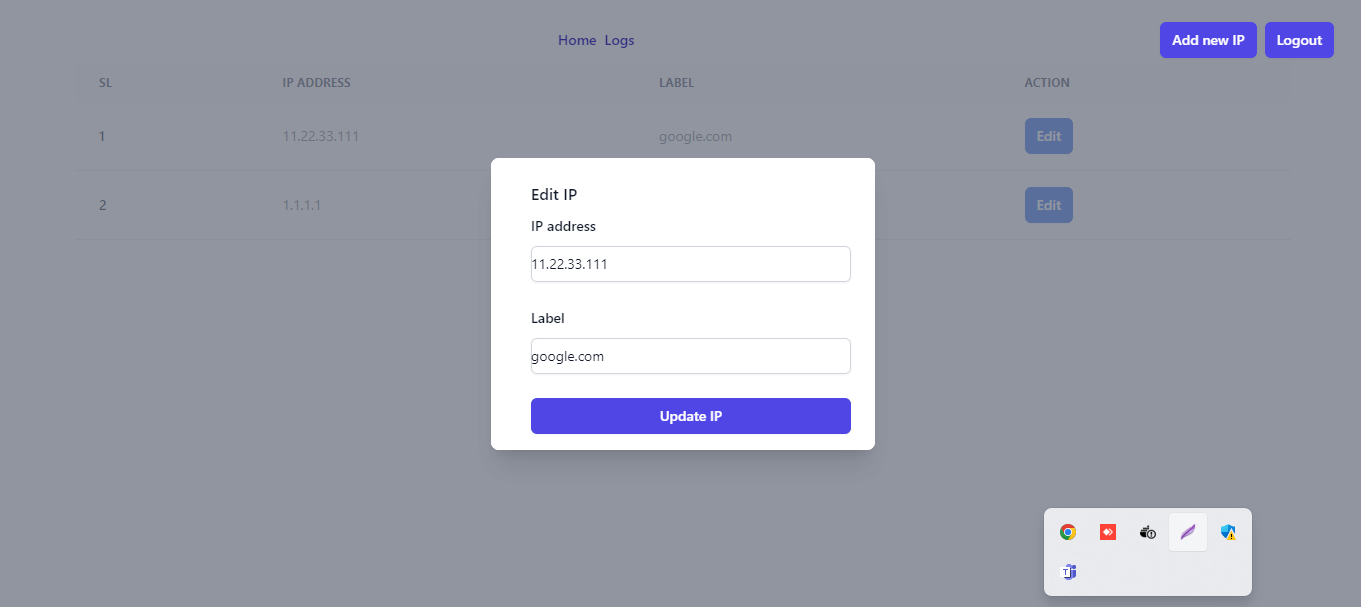 Home Logs Add new IP Logout
SL IP ADDRESS LABEL ACTION
1 11.22.33.111 google.com Edit
2 1.1.1.1 Edit
Edit IP
IP address
11.22.33.111
Label
google.com
Update IP
T